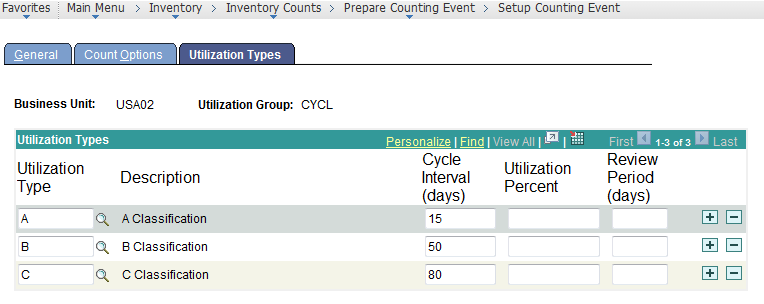 Favorites Main Menu > Inventory > Inventory Counts > Prepare Counting Event > Setup Counting Event
General Count Options Utilization Types
Business Unit: USA02 Utilization Group: CYCL
Utilization Types Personalize | Find | View All | | First 1-3 of 3 Last
Utilization Type Description Cycle Interval (days) Utilization Percent Review Period (days)
A A Classification 15
B B Classification 50
C C Classification 80